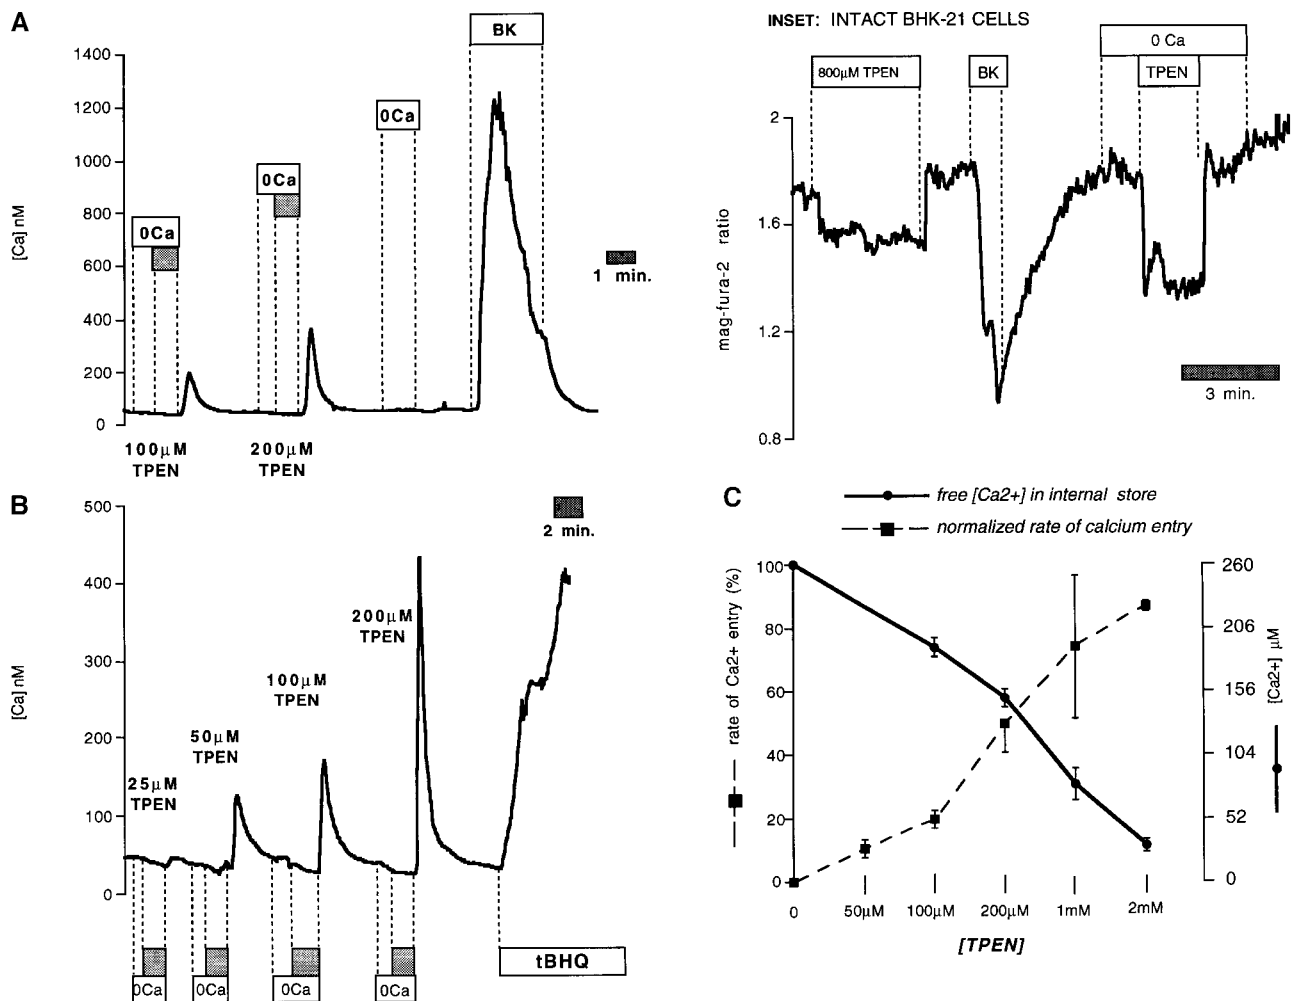 A
1400
1200
1000
800
600
400
200
0
[Ca] nM
0Ca
0Ca
0Ca
BK
1 min.
100µM
TPEN
200µM
TPEN
INSET: INTACT BHK-21 CELLS
0 Ca
800µM TPEN
BK
TPEN
2
1.6
1.2
0.8
mag-fura-2 ratio
3 min.
B
500
400
300
200
100
0
[Ca] nM
2 min.
25µM
TPEN
50µM
TPEN
100µM
TPEN
200µM
TPEN
0Ca
0Ca
0Ca
0Ca
tBHQ
C
free [Ca2+] in internal store
normalized rate of calcium entry
100
80
60
40
20
0
rate of Ca2+ entry (%)
260
206
156
104
52
0
[Ca2+] µM
0
50µM
100µM
200µM
1mM
2mM
[TPEN]